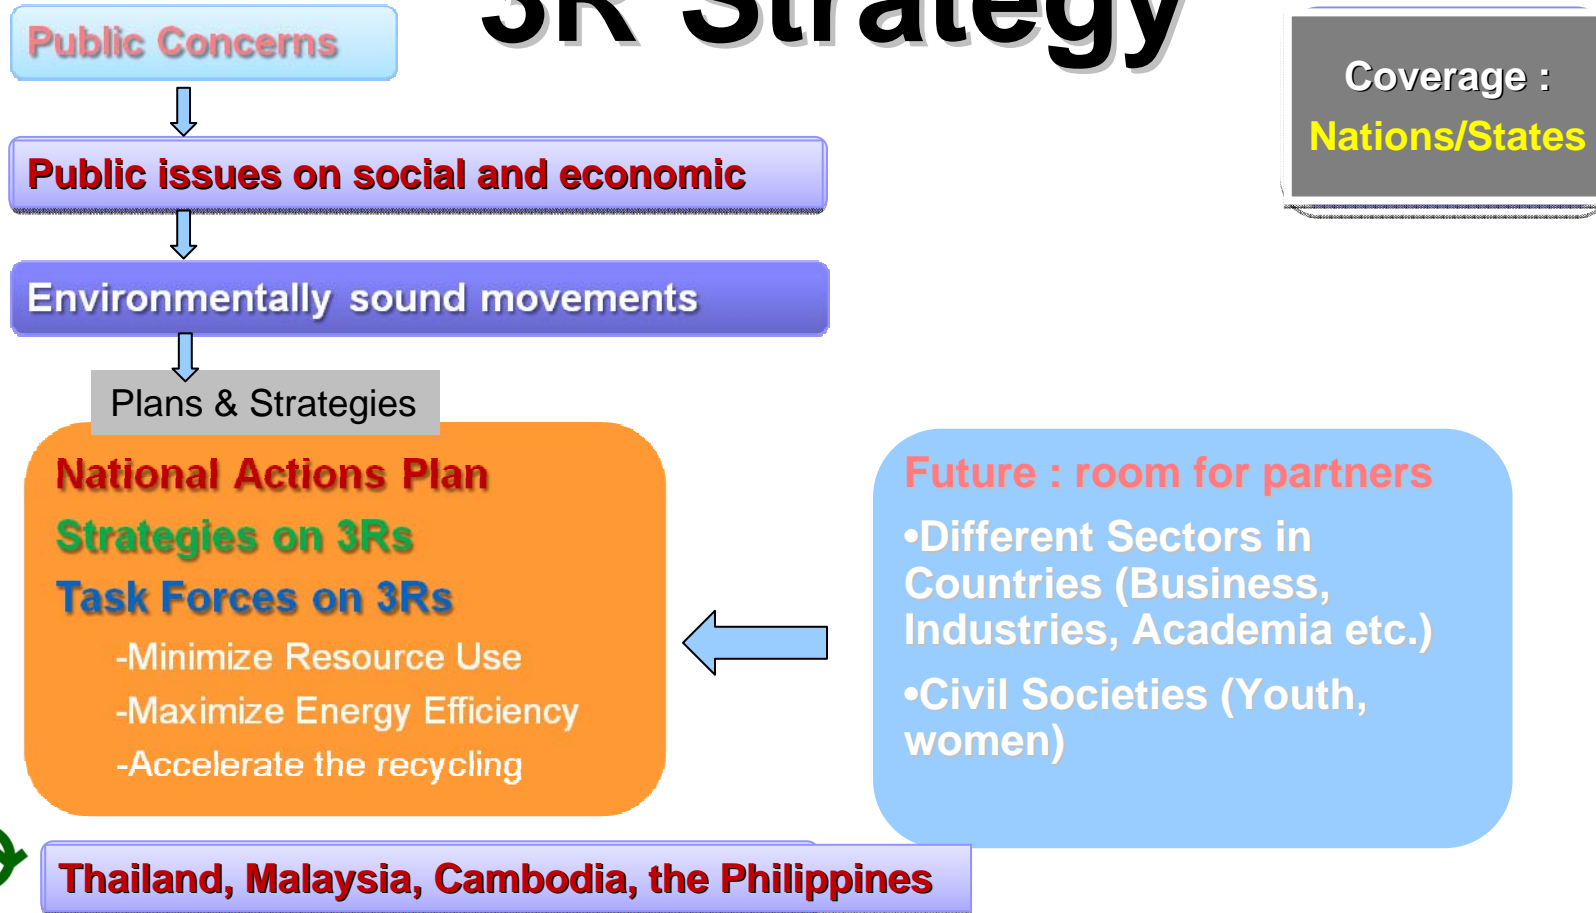 3R Strategy
Public Concerns
Coverage :
Nations/States
Public issues on social and economic
Environmentally sound movements
Plans & Strategies
National Actions Plan
Strategies on 3Rs
Task Forces on 3Rs
-Minimize Resource Use
-Maximize Energy Efficiency
-Accelerate the recycling
Future : room for partners
•Different Sectors in
Countries (Business,
Industries, Academia etc.)
•Civil Societies (Youth,
women)
Thailand, Malaysia, Cambodia, the Philippines